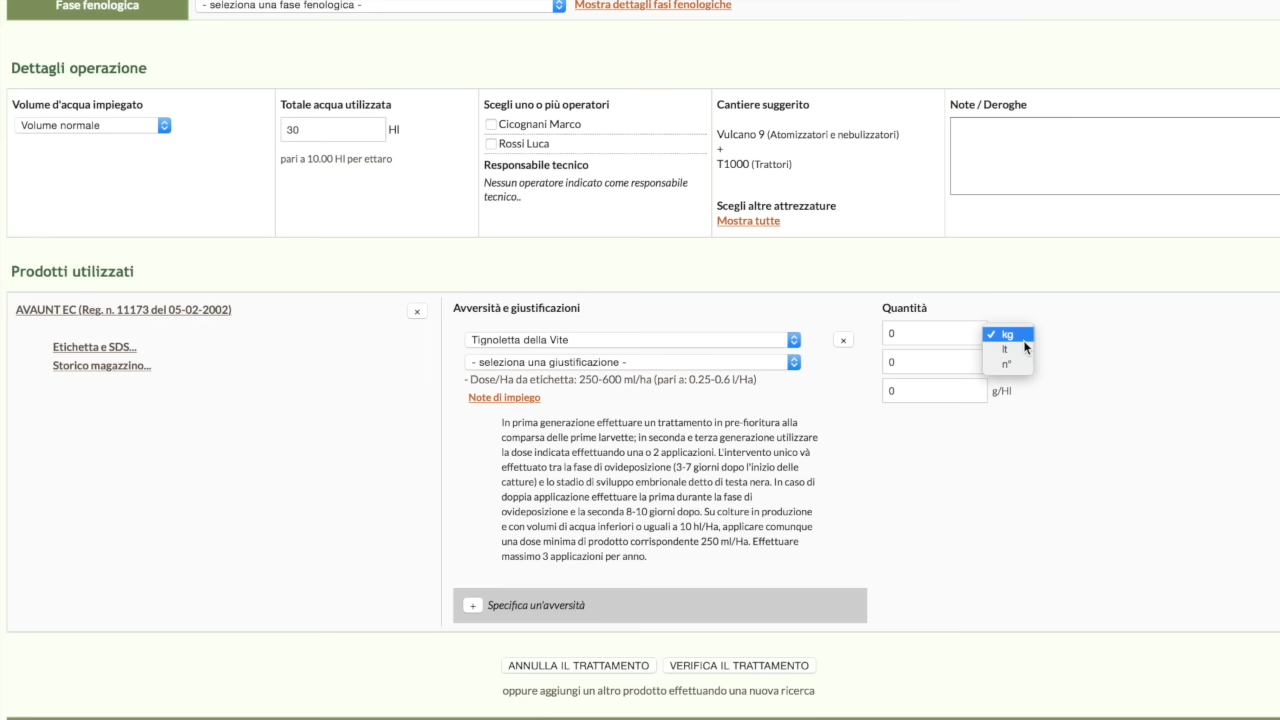 Fase fenologica
- seleziona una fase fenologica -
Mostra dettagli fasi fenologiche
Dettagli operazione
Volume d'acqua impiegato
Volume normale
Totale acqua utilizzata
30 Hl
pari a 10.00 Hl per ettaro
Scegli uno o più operatori
Cicognani Marco
Rossi Luca
Responsabile tecnico
Nessun operatore indicato come responsabile
tecnico..
Cantiere suggerito
Vulcano 9 (Atomizzatori e nebulizzatori)
+
T1000 (Trattori)
Scegli altre attrezzature
Mostra tutte
Note / Deroghe
Prodotti utilizzati
AVAUNT EC (Reg. n. 11173 del 05-02-2002)
×
Etichetta e SDS...
Storico magazzino...
Avversità e giustificazioni
Tignoletta della Vite
×
- seleziona una giustificazione -
- Dose/Ha da etichetta: 250-600 ml/ha (pari a: 0.25-0.6 l/Ha)
Note di impiego
In prima generazione effettuare un trattamento in pre-fioritura alla
comparsa delle prime larvette; in seconda e terza generazione utilizzare
la dose indicata effettuando una o 2 applicazioni. L'intervento unico và
effettuato tra la fase di ovideposizione (3-7 giorni dopo l'inizio delle
catture) e lo stadio di sviluppo embrionale detto di testa nera. In caso di
doppia applicazione effettuare la prima durante la fase di
ovideposizione e la seconda 8-10 giorni dopo. Su colture in produzione
e con volumi di acqua inferiori o uguali a 10 hl/Ha, applicare comunque
una dose minima di prodotto corrispondente 250 ml/Ha. Effettuare
massimo 3 applicazioni per anno.
+ Specifica un'avversità
Quantità
0
✓ kg
lt
n°
0
0 g/Hl
ANNULLA IL TRATTAMENTO
VERIFICA IL TRATTAMENTO
oppure aggiungi un altro prodotto effettuando una nuova ricerca